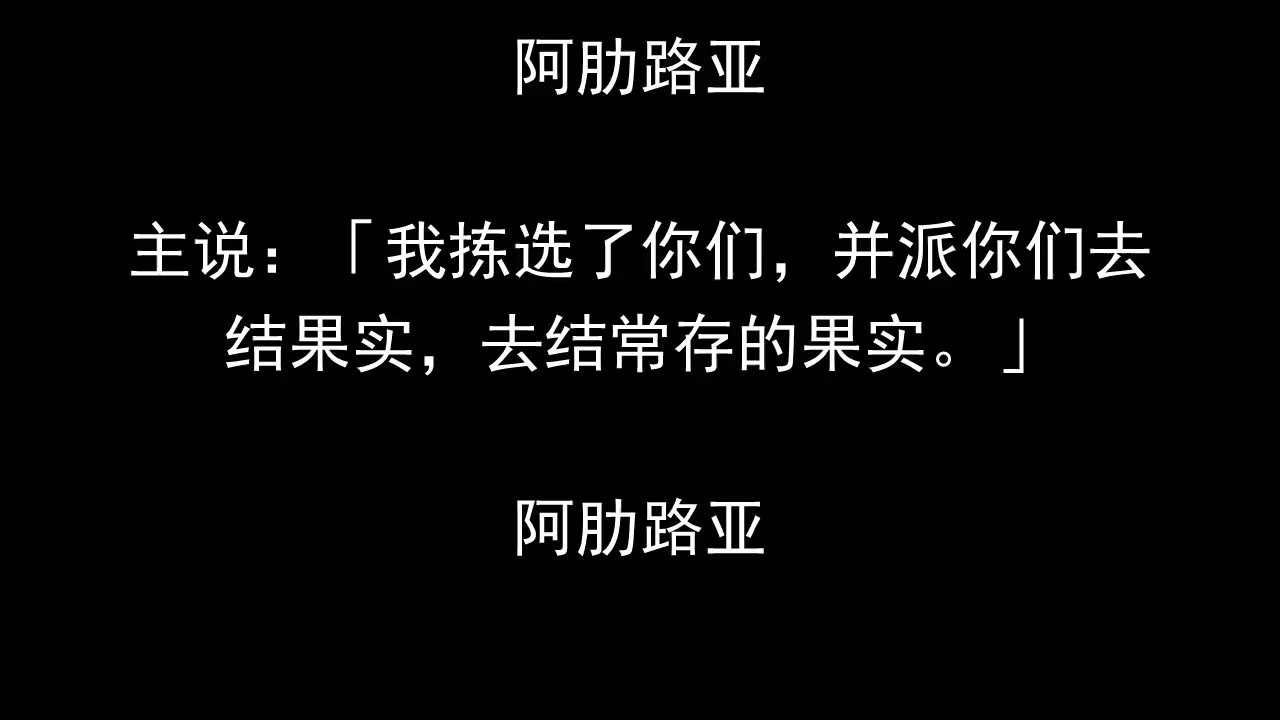 阿肋路亚
主说：「我拣选了你们，并派你们去
结果实，去结常存的果实。」
阿肋路亚